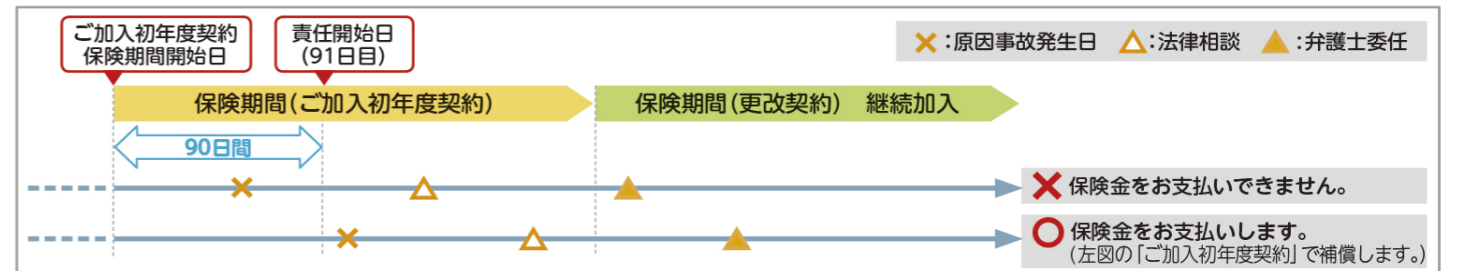 ご加入初年度契約
保険期間開始日
責任開始日
(91日目)
×:原因事故発生日 △:法律相談 ▲:弁護士委任
保険期間(ご加入初年度契約)
保険期間(更改契約) 継続加入
90日間
× 保険金をお支払いできません。
○ 保険金をお支払いします。
(左図の「ご加入初年度契約」で補償します。)